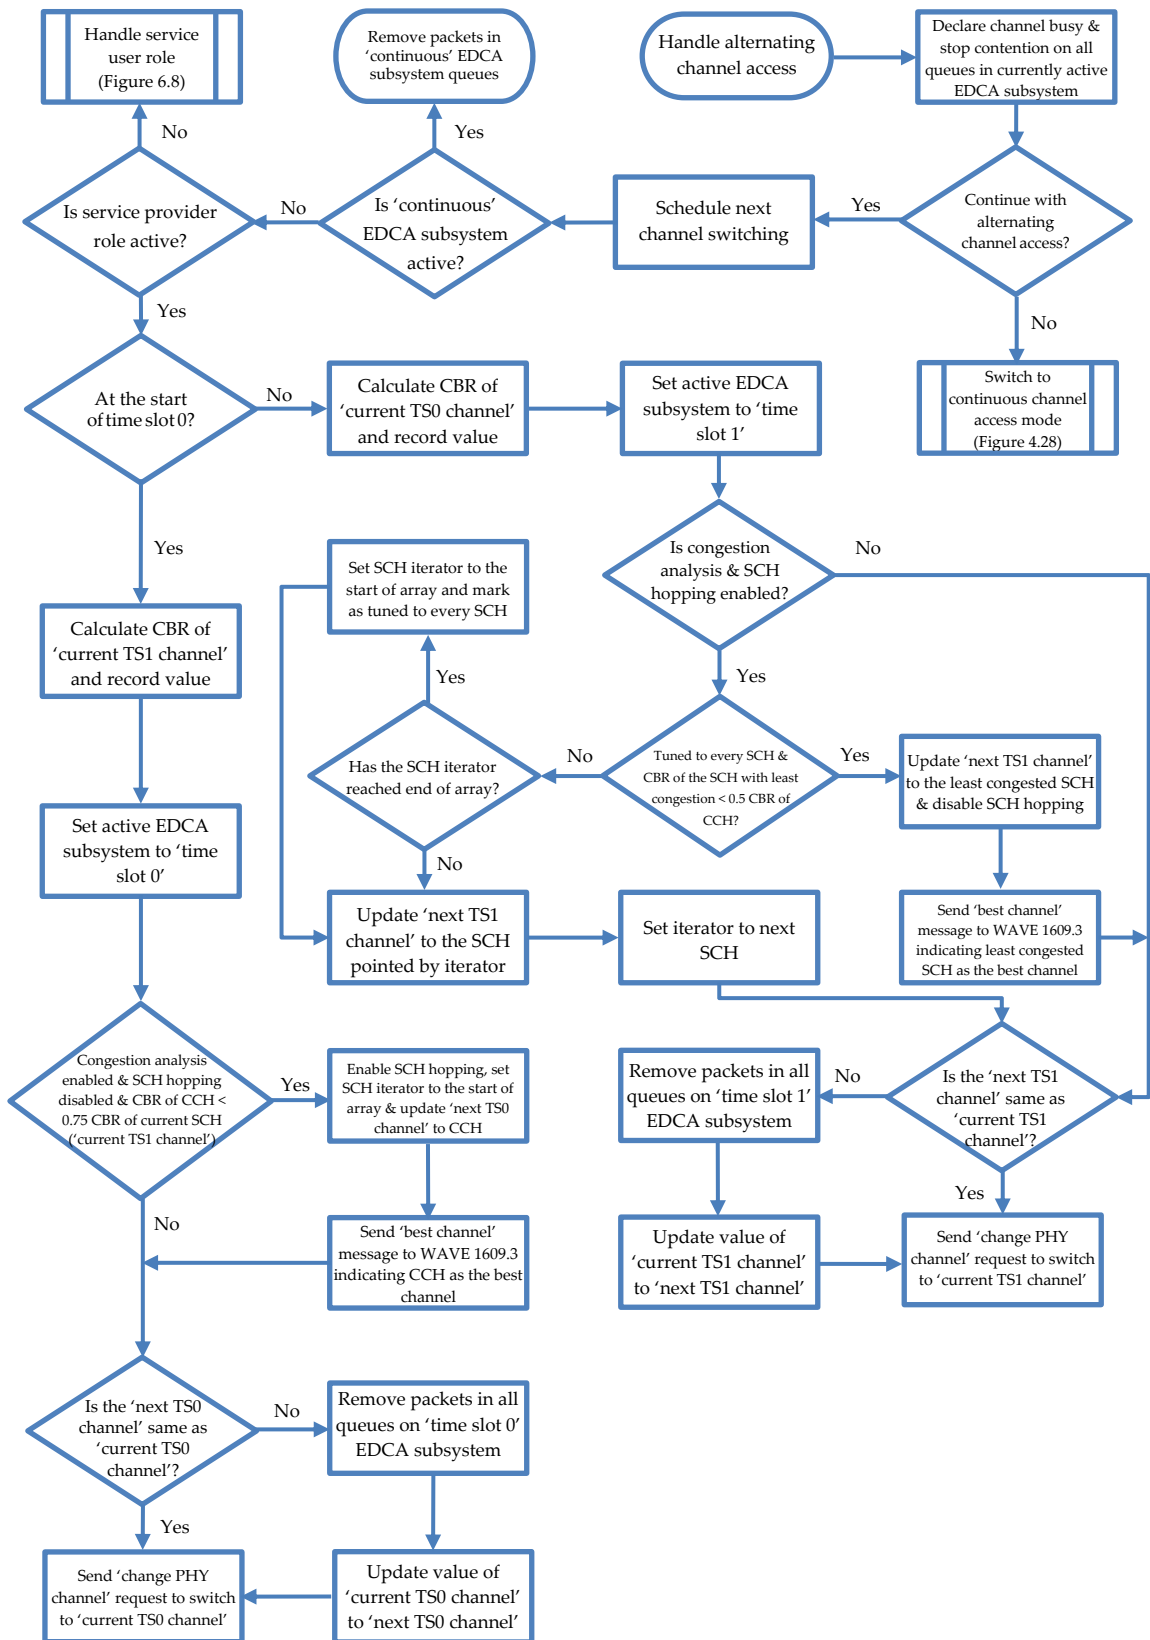 Handle service
user role
(Figure 6.8)
Remove packets in
‘continuous’ EDCA
subsystem queues
Handle alternating
channel access
Declare channel busy &
stop contention on all
queues in currently active
EDCA subsystem
No
Yes
Is service provider
role active?
No
Is ‘continuous’
EDCA subsystem
active?
Schedule next
channel switching
Yes
Continue with
alternating
channel access?
Yes
No
At the start
of time slot 0?
No
Calculate CBR of
‘current TS0 channel’
and record value
Set active EDCA
subsystem to ‘time
slot 1’
Switch to
continuous channel
access mode
(Figure 4.28)
Yes
Set SCH iterator to the
start of array and mark
as tuned to every SCH
Is congestion
analysis & SCH
hopping enabled?
No
Calculate CBR of
‘current TS1 channel’
and record value
Yes
Yes
Has the SCH iterator
reached end of array?
No
Tuned to every SCH &
CBR of the SCH with least
congestion < 0.5 CBR of
CCH?
Yes
Update ‘next TS1 channel’
to the least congested SCH
& disable SCH hopping
Set active EDCA
subsystem to ‘time
slot 0’
No
Update ‘next TS1
channel’ to the SCH
pointed by iterator
Set iterator to next
SCH
Send ‘best channel’
message to WAVE 1609.3
indicating least congested
SCH as the best channel
Congestion analysis
enabled & SCH hopping
disabled & CBR of CCH <
0.75 CBR of current SCH
(‘current TS1 channel’)
Yes
Enable SCH hopping, set
SCH iterator to the start of
array & update ‘next TS0
channel’ to CCH
Remove packets in all
queues on ‘time slot 1’
EDCA subsystem
No
Is the ‘next TS1
channel’ same as
‘current TS1
channel’?
Yes
No
Send ‘best channel’
message to WAVE 1609.3
indicating CCH as the best
channel
Update value of
‘current TS1 channel’
to ‘next TS1 channel’
Send ‘change PHY
channel’ request to switch
to ‘current TS1 channel’
Is the ‘next TS0
channel’ same as
‘current TS0
channel’?
No
Remove packets in all
queues on ‘time slot 0’
EDCA subsystem
Yes
Send ‘change PHY
channel’ request to switch
to ‘current TS0 channel’
Update value of
‘current TS0 channel’
to ‘next TS0 channel’